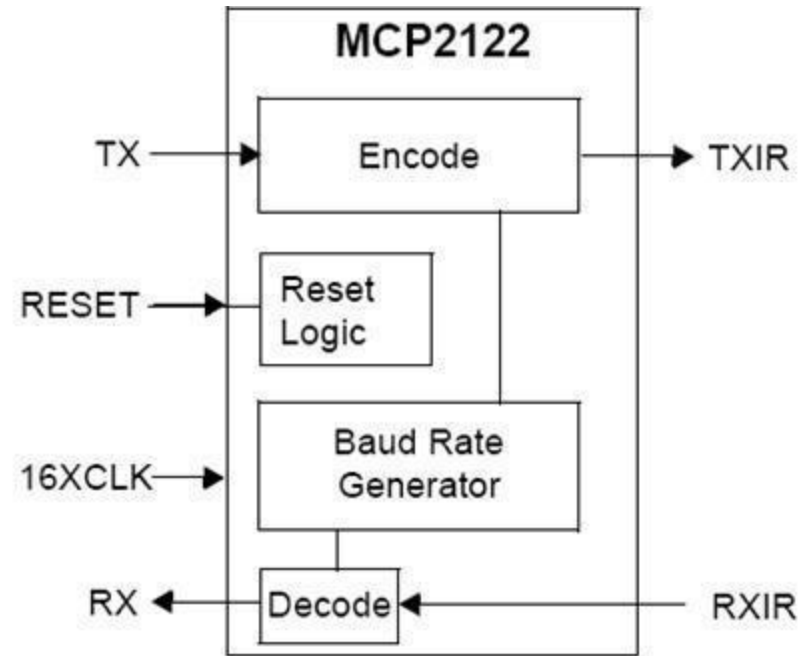 MCP2122
TX
Encode
TXIR
RESET
Reset
Logic
16XCLK
Baud Rate
Generator
RX
Decode
RXIR